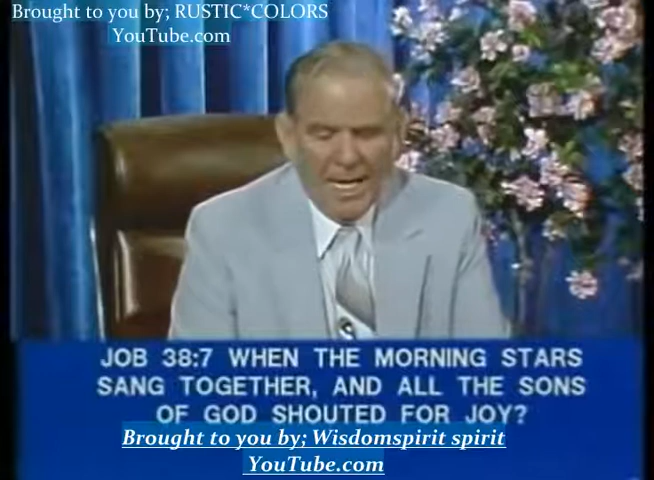 Brought to you by; RUSTIC*COLORS
YouTube.com
JOB 38:7 WHEN THE MORNING STARS
SANG TOGETHER, AND ALL THE SONS
OF GOD SHOUTED FOR JOY?
Brought to you by; Wisdomspirit spirit
YouTube.com